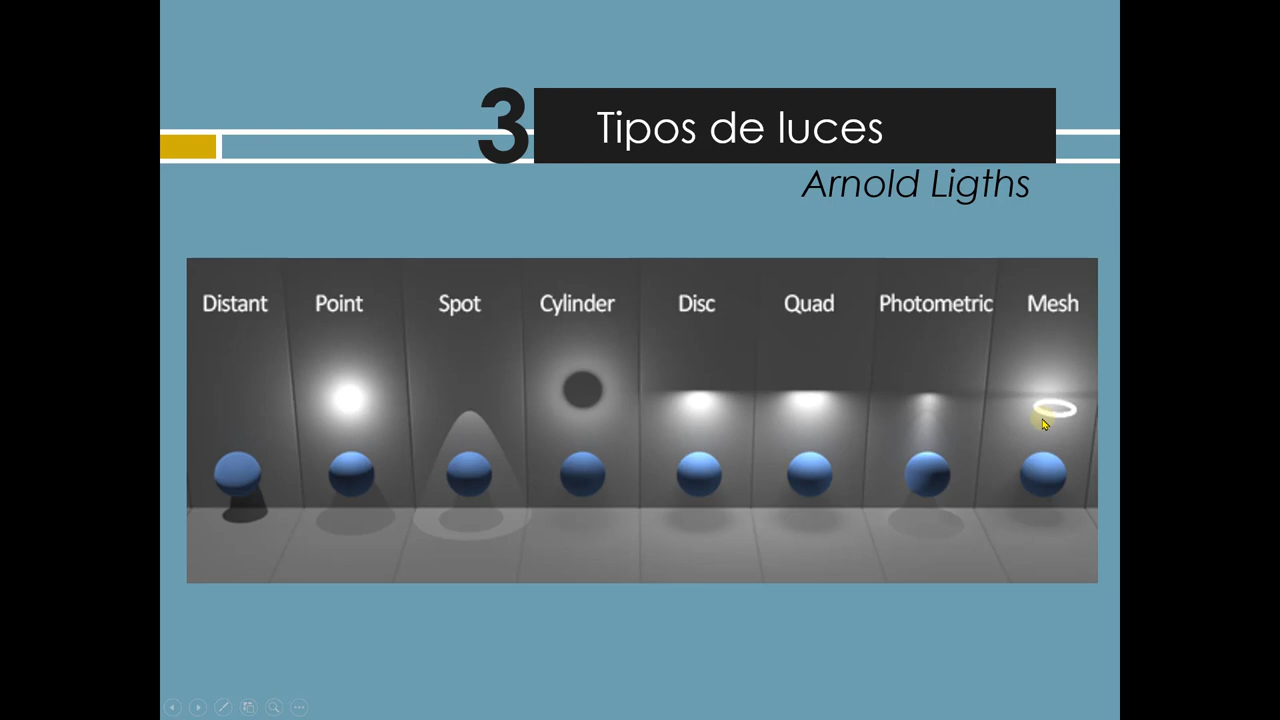 3
Tipos de luces
Arnold Ligths
Distant Point Spot Cylinder Disc Quad Photometric Mesh